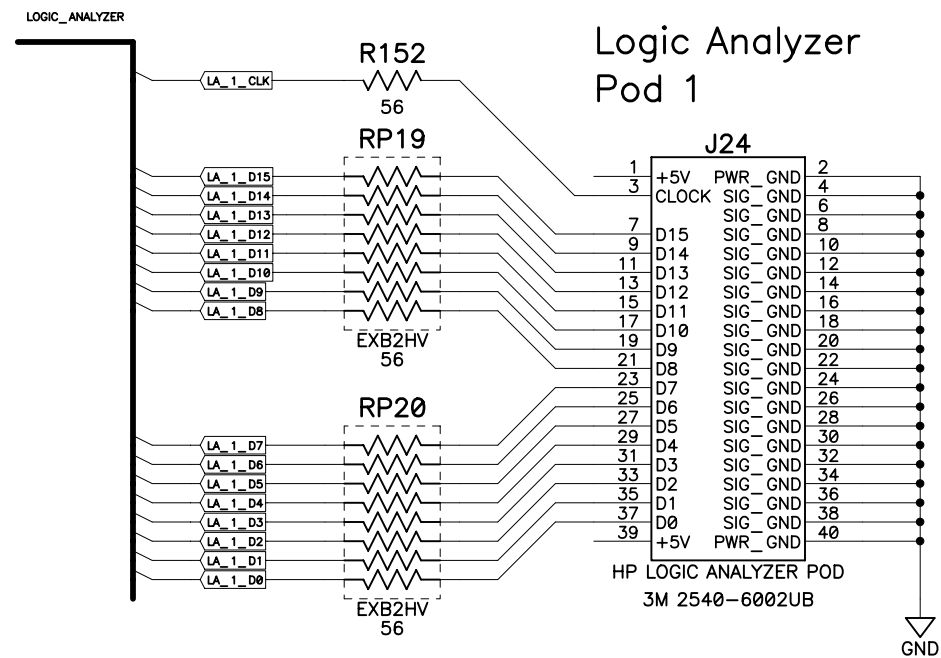 LOGIC_ANALYZER
Logic Analyzer
Pod 1
LA_1_CLK
R152
56
RP19
LA_1_D15
LA_1_D14
LA_1_D13
LA_1_D12
LA_1_D11
LA_1_D10
LA_1_D9
LA_1_D8
EXB2HV
56
RP20
LA_1_D7
LA_1_D6
LA_1_D5
LA_1_D4
LA_1_D3
LA_1_D2
LA_1_D1
LA_1_D0
EXB2HV
56
J24
1 +5V PWR_GND 2
3 CLOCK SIG_GND 4
SIG_GND 6
7 D15 SIG_GND 8
9 D14 SIG_GND 10
11 D13 SIG_GND 12
13 D12 SIG_GND 14
15 D11 SIG_GND 16
17 D10 SIG_GND 18
19 D9 SIG_GND 20
21 D8 SIG_GND 22
23 D7 SIG_GND 24
25 D6 SIG_GND 26
27 D5 SIG_GND 28
29 D4 SIG_GND 30
31 D3 SIG_GND 32
33 D2 SIG_GND 34
35 D1 SIG_GND 36
37 D0 SIG_GND 38
39 +5V PWR_GND 40
HP LOGIC ANALYZER POD
3M 2540-6002UB
GND